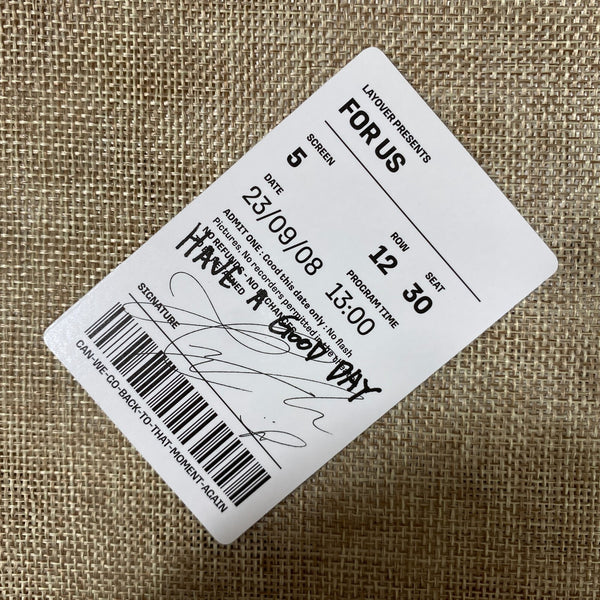 LAYOVER PRESENTS
FOR US
SCREEN ROW SEAT
5 12 30
DATE PROGRAM TIME
23/09/08 13:00
ADMIT ONE : Good this date only : No flash
Pictures. No recorders permitted
NO REFUND - NO
HAVE A GOOD DAY
SIGNATURE
CAN-WE-GO-BACK-TO-THAT-MOMENT-AGAIN